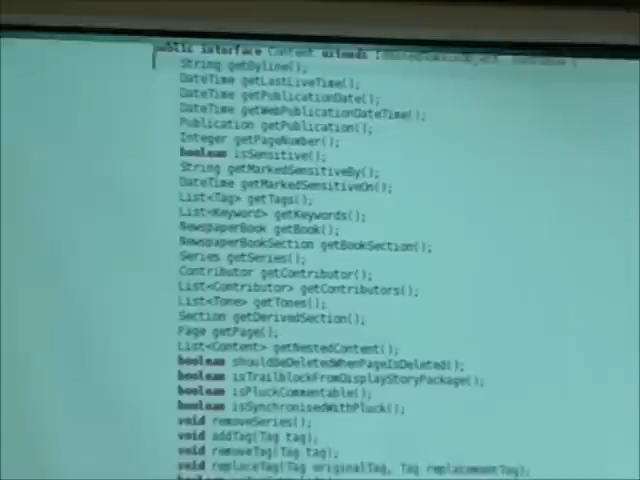 public interface Content extends
String getByline();
DateTime getLastLiveTime();
DateTime getPublicationDate();
DateTime getWebPublicationDateTime();
Publication getPublication();
Integer getPageNumber();
boolean isSensitive();
String getMarkedSensitiveBy();
DateTime getMarkedSensitiveOn();
List<Tag> getTags();
List<Keyword> getKeywords();
NewspaperBook getBook();
NewspaperBookSection getBookSection();
Series getSeries();
Contributor getContributor();
List<Contributor> getContributors();
List<Tone> getTones();
Section getDerivedSection();
Page getPage();
List<Content> getNestedContent();
boolean shouldBeDeletedWhenPageIsDeleted();
boolean isTrailblockFromDisplayStoryPackage();
boolean isPluckCommentable();
boolean isSynchronisedWithPluck();
void removeSeries();
void addTag(Tag tag);
void removeTag(Tag tag);
void replaceTag(Tag originalTag, Tag replacementTag);